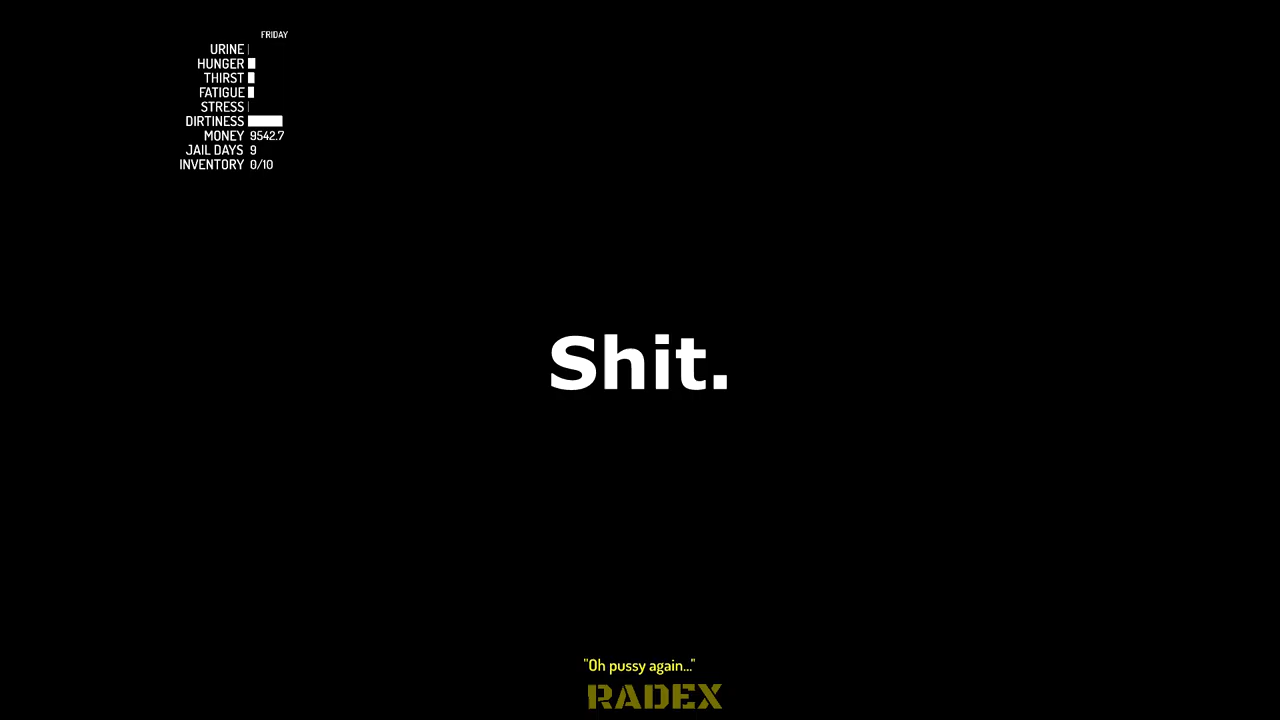 FRIDAY
URINE
HUNGER
THIRST
FATIGUE
STRESS
DIRTINESS
MONEY 9542.7
JAIL DAYS 9
INVENTORY 0/10
Shit.
"Oh pussy again..."
RADEX